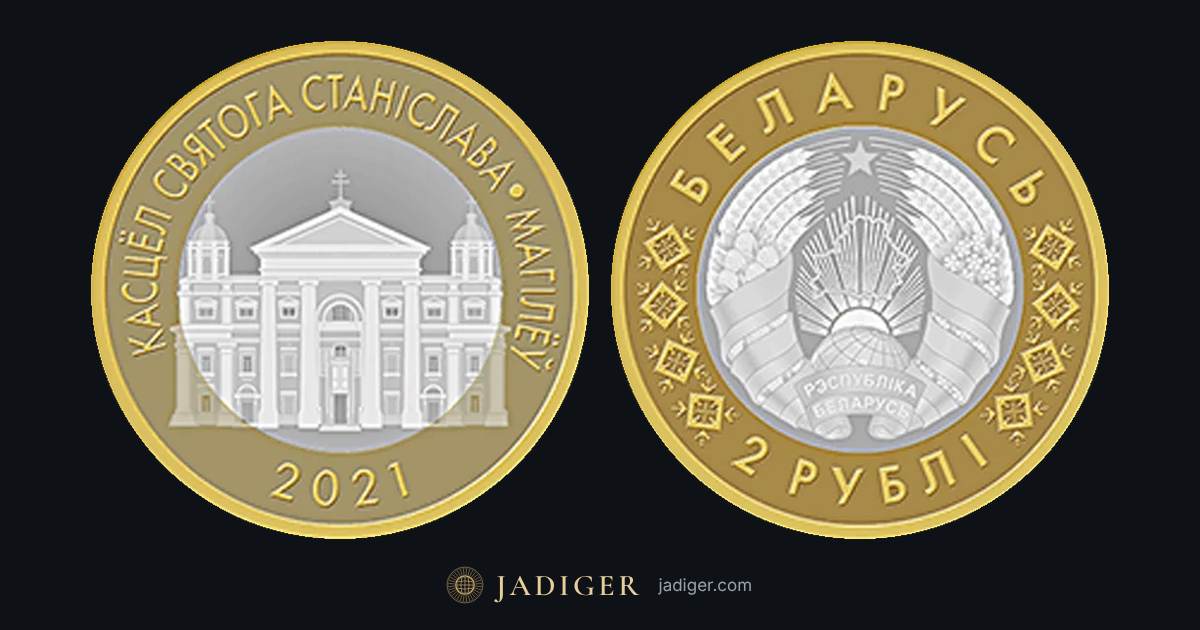 КАСЦЁЛ СВЯТОГА СТАНІСЛАВА • МАГІЛЁЎ
2021
БЕЛАРУСЬ
РЭСПУБЛІКА
БЕЛАРУСЬ
2 РУБЛІ
JADIGER jadiger.com